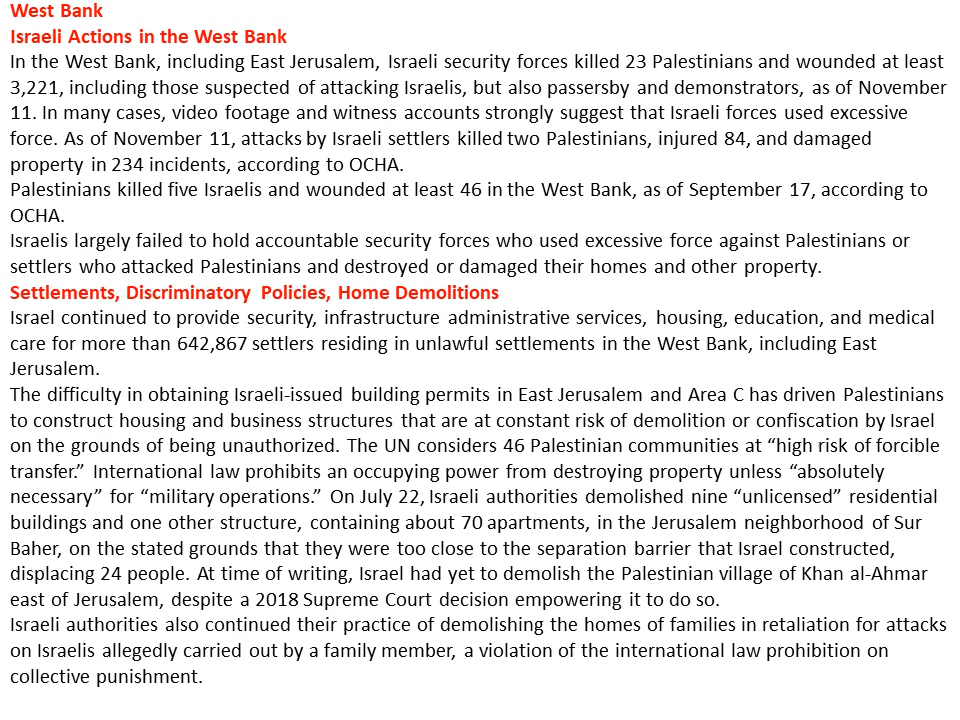 West Bank
Israeli Actions in the West Bank
In the West Bank, including East Jerusalem, Israeli security forces killed 23 Palestinians and wounded at least
3,221, including those suspected of attacking Israelis, but also passersby and demonstrators, as of November
11. In many cases, video footage and witness accounts strongly suggest that Israeli forces used excessive
force. As of November 11, attacks by Israeli settlers killed two Palestinians, injured 84, and damaged
property in 234 incidents, according to OCHA.
Palestinians killed five Israelis and wounded at least 46 in the West Bank, as of September 17, according to
OCHA.
Israelis largely failed to hold accountable security forces who used excessive force against Palestinians or
settlers who attacked Palestinians and destroyed or damaged their homes and other property.
Settlements, Discriminatory Policies, Home Demolitions
Israel continued to provide security, infrastructure administrative services, housing, education, and medical
care for more than 642,867 settlers residing in unlawful settlements in the West Bank, including East
Jerusalem.
The difficulty in obtaining Israeli-issued building permits in East Jerusalem and Area C has driven Palestinians
to construct housing and business structures that are at constant risk of demolition or confiscation by Israel
on the grounds of being unauthorized. The UN considers 46 Palestinian communities at “high risk of forcible
transfer.” International law prohibits an occupying power from destroying property unless “absolutely
necessary” for “military operations.” On July 22, Israeli authorities demolished nine “unlicensed” residential
buildings and one other structure, containing about 70 apartments, in the Jerusalem neighborhood of Sur
Baher, on the stated grounds that they were too close to the separation barrier that Israel constructed,
displacing 24 people. At time of writing, Israel had yet to demolish the Palestinian village of Khan al-Ahmar
east of Jerusalem, despite a 2018 Supreme Court decision empowering it to do so.
Israeli authorities also continued their practice of demolishing the homes of families in retaliation for attacks
on Israelis allegedly carried out by a family member, a violation of the international law prohibition on
collective punishment.